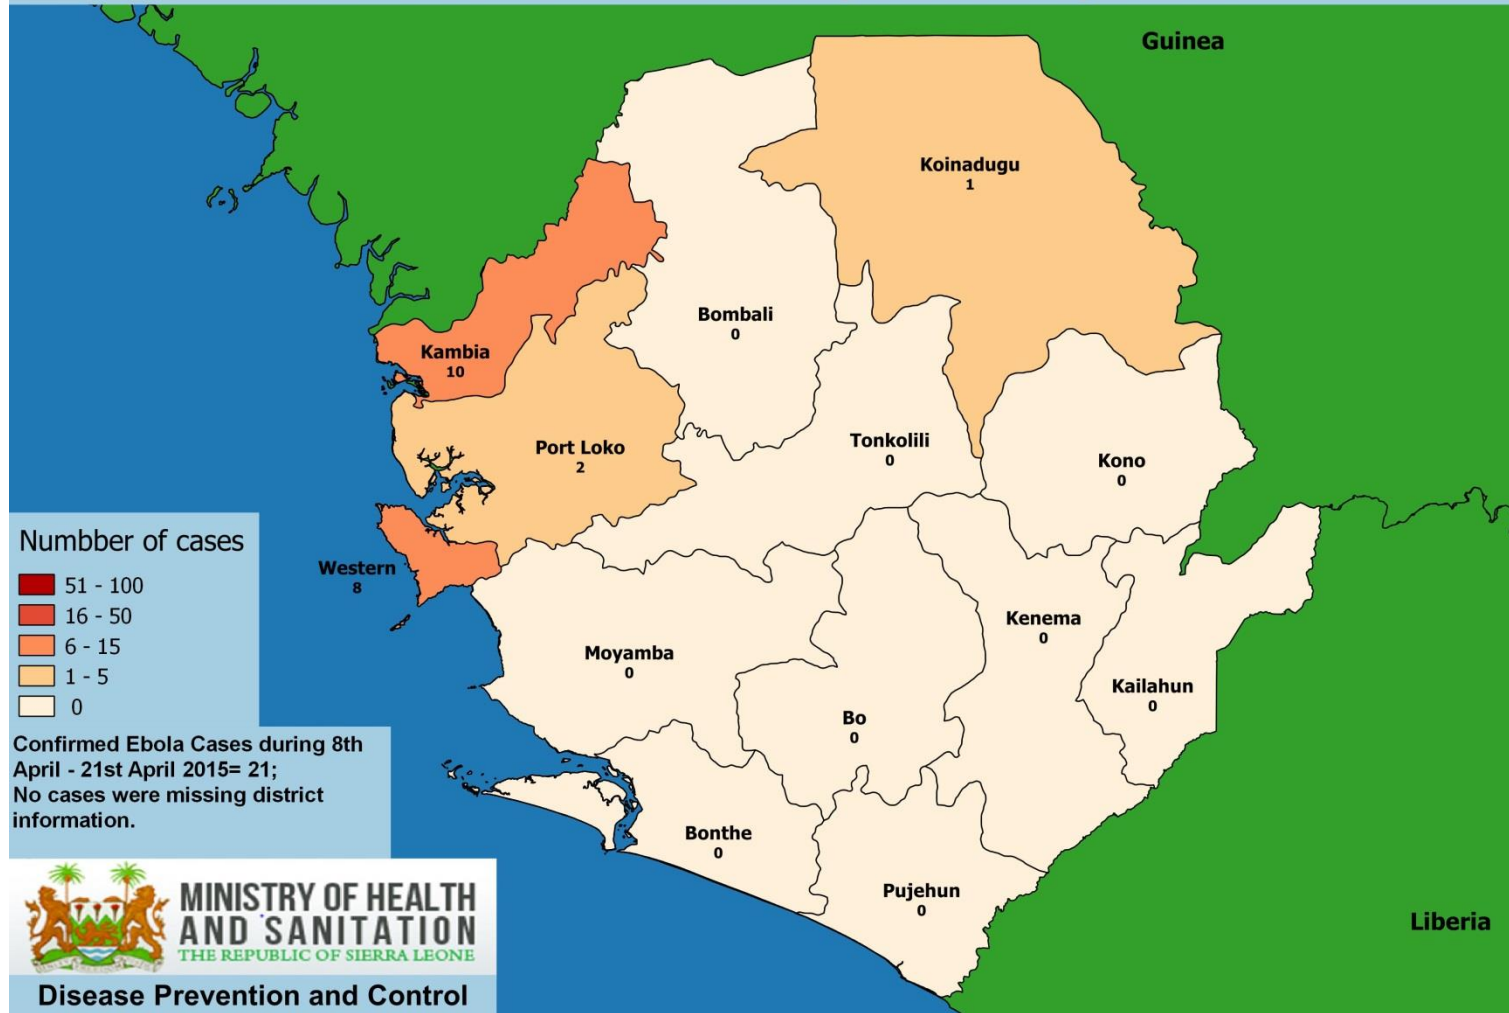 Guinea
Koinadugu
1
Bombali
0
Kambia
10
Tonkolili
0
Port Loko
2
Kono
0
Western
8
Kenema
0
Moyamba
0
Kailahun
0
Bo
0
Bonthe
0
Pujehun
0
Liberia
Numbber of cases
51 - 100
16 - 50
6 - 15
1 - 5
0
Confirmed Ebola Cases during 8th
April - 21st April 2015= 21;
No cases were missing district
information.
MINISTRY OF HEALTH
AND SANITATION
THE REPUBLIC OF SIERRA LEONE
Disease Prevention and Control